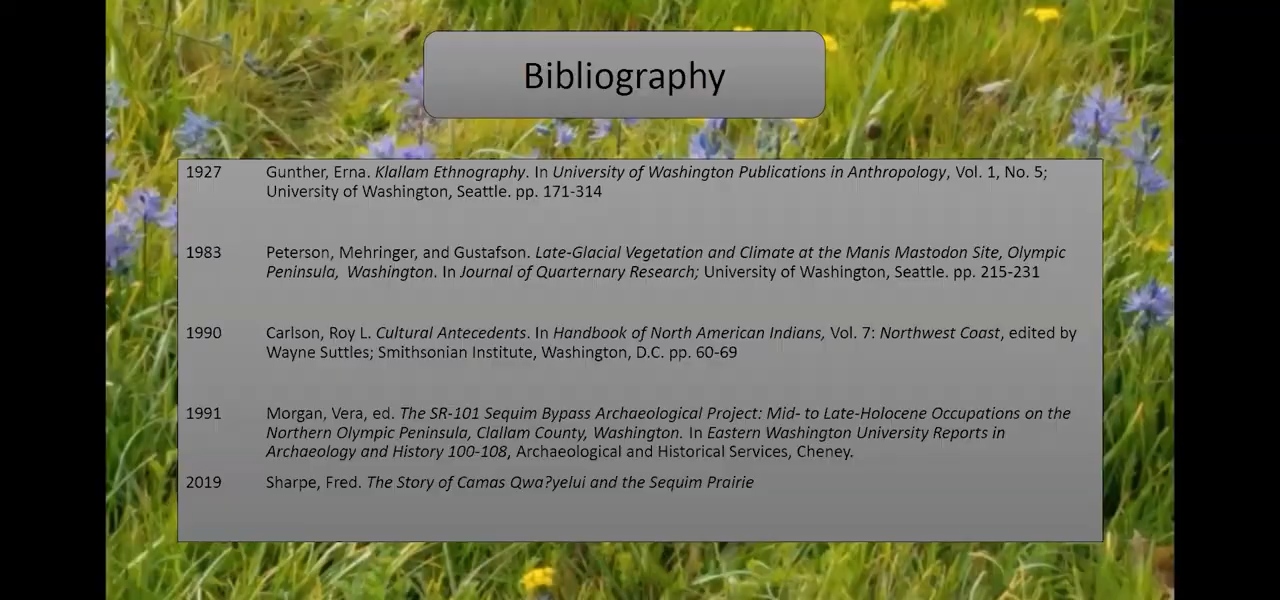 Bibliography
1927 Gunther, Erna. Klallam Ethnography. In University of Washington Publications in Anthropology, Vol. 1, No. 5;
University of Washington, Seattle. pp. 171-314
1983 Peterson, Mehringer, and Gustafson. Late-Glacial Vegetation and Climate at the Manis Mastodon Site, Olympic
Peninsula, Washington. In Journal of Quarternary Research; University of Washington, Seattle. pp. 215-231
1990 Carlson, Roy L. Cultural Antecedents. In Handbook of North American Indians, Vol. 7: Northwest Coast, edited by
Wayne Suttles; Smithsonian Institute, Washington, D.C. pp. 60-69
1991 Morgan, Vera, ed. The SR-101 Sequim Bypass Archaeological Project: Mid- to Late-Holocene Occupations on the
Northern Olympic Peninsula, Clallam County, Washington. In Eastern Washington University Reports in
Archaeology and History 100-108, Archaeological and Historical Services, Cheney.
2019 Sharpe, Fred. The Story of Camas Qwa?yelui and the Sequim Prairie